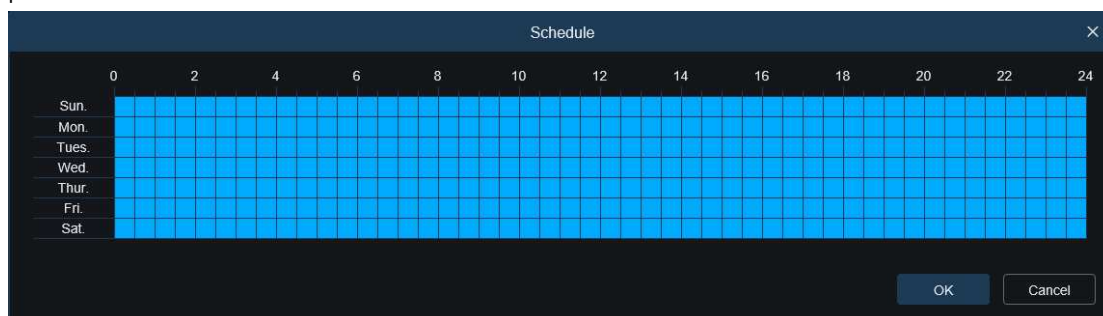 Schedule
0 2 4 6 8 10 12 14 16 18 20 22 24
Sun.
Mon.
Tues.
Wed.
Thur.
Fri.
Sat.
OK Cancel